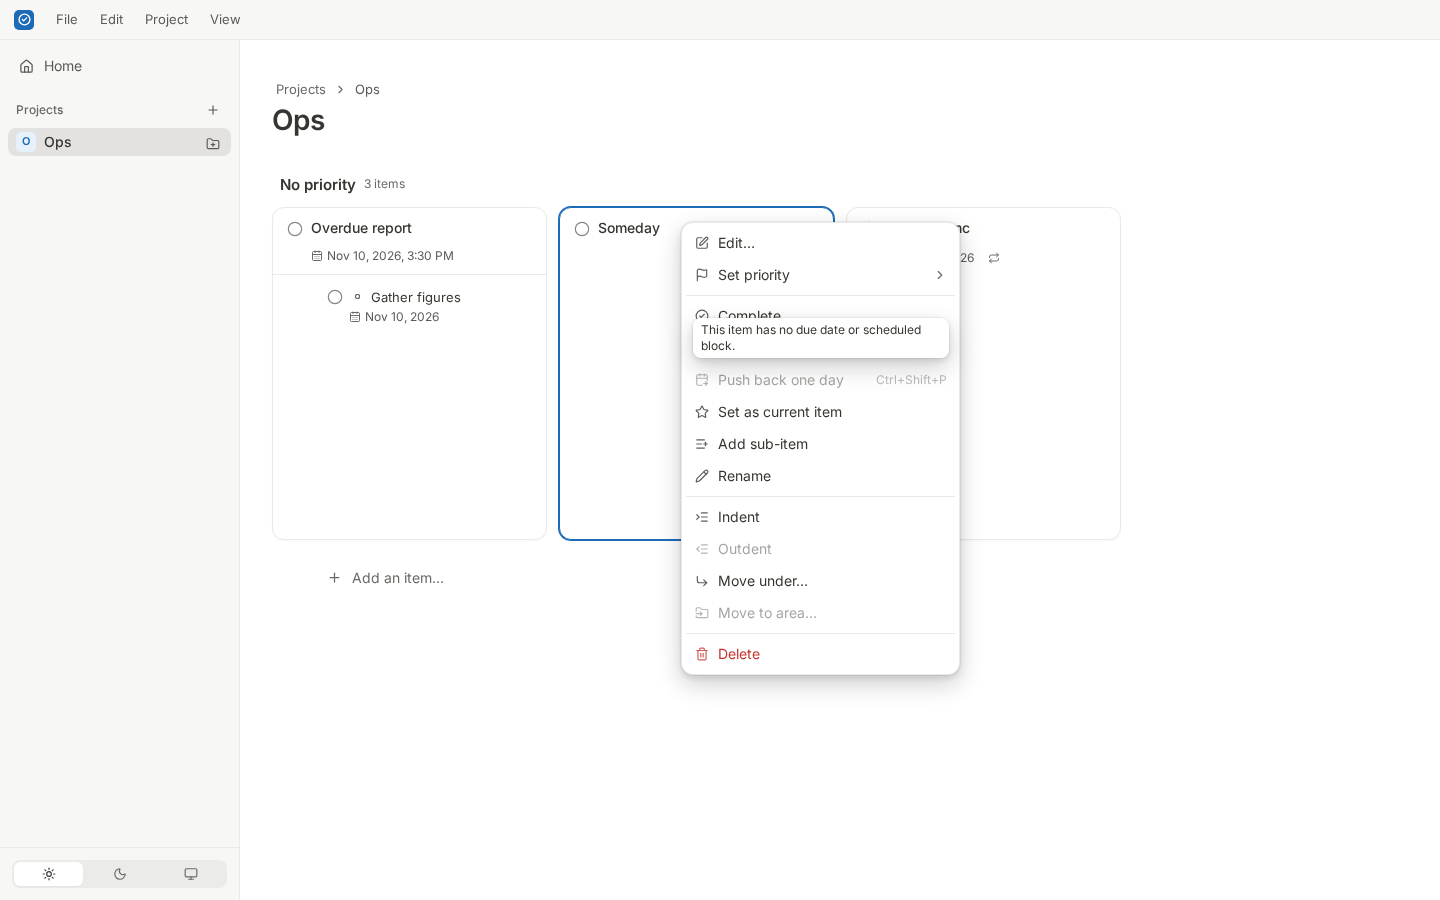 File Edit Project View
Home
Projects
O Ops
Projects > Ops
Ops
No priority 3 items
Overdue report
Nov 10, 2026, 3:30 PM
Gather figures
Nov 10, 2026
Someday
Add an item...
Edit...
Set priority
Complete
This item has no due date or scheduled
block.
Push back one day Ctrl+Shift+P
Set as current item
Add sub-item
Rename
Indent
Outdent
Move under...
Move to area...
Delete
nc
26